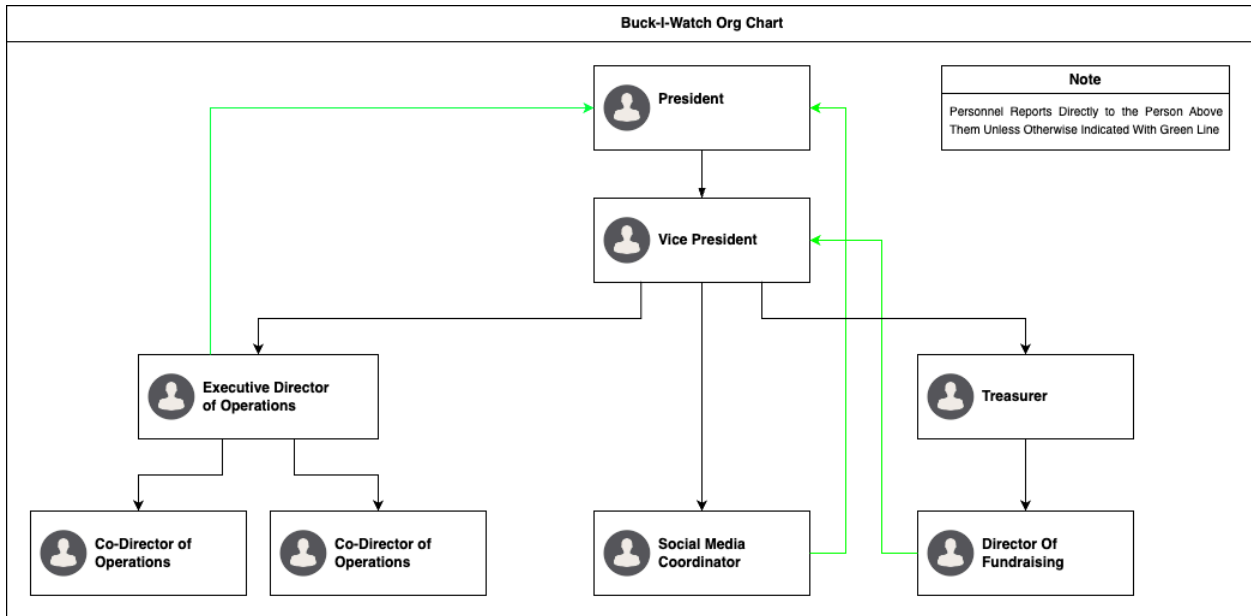 Buck-I-Watch Org Chart
President
Note
Personnel Reports Directly to the Person Above
Them Unless Otherwise Indicated With Green Line
Vice President
Executive Director
of Operations
Treasurer
Co-Director of
Operations
Co-Director of
Operations
Social Media
Coordinator
Director Of
Fundraising